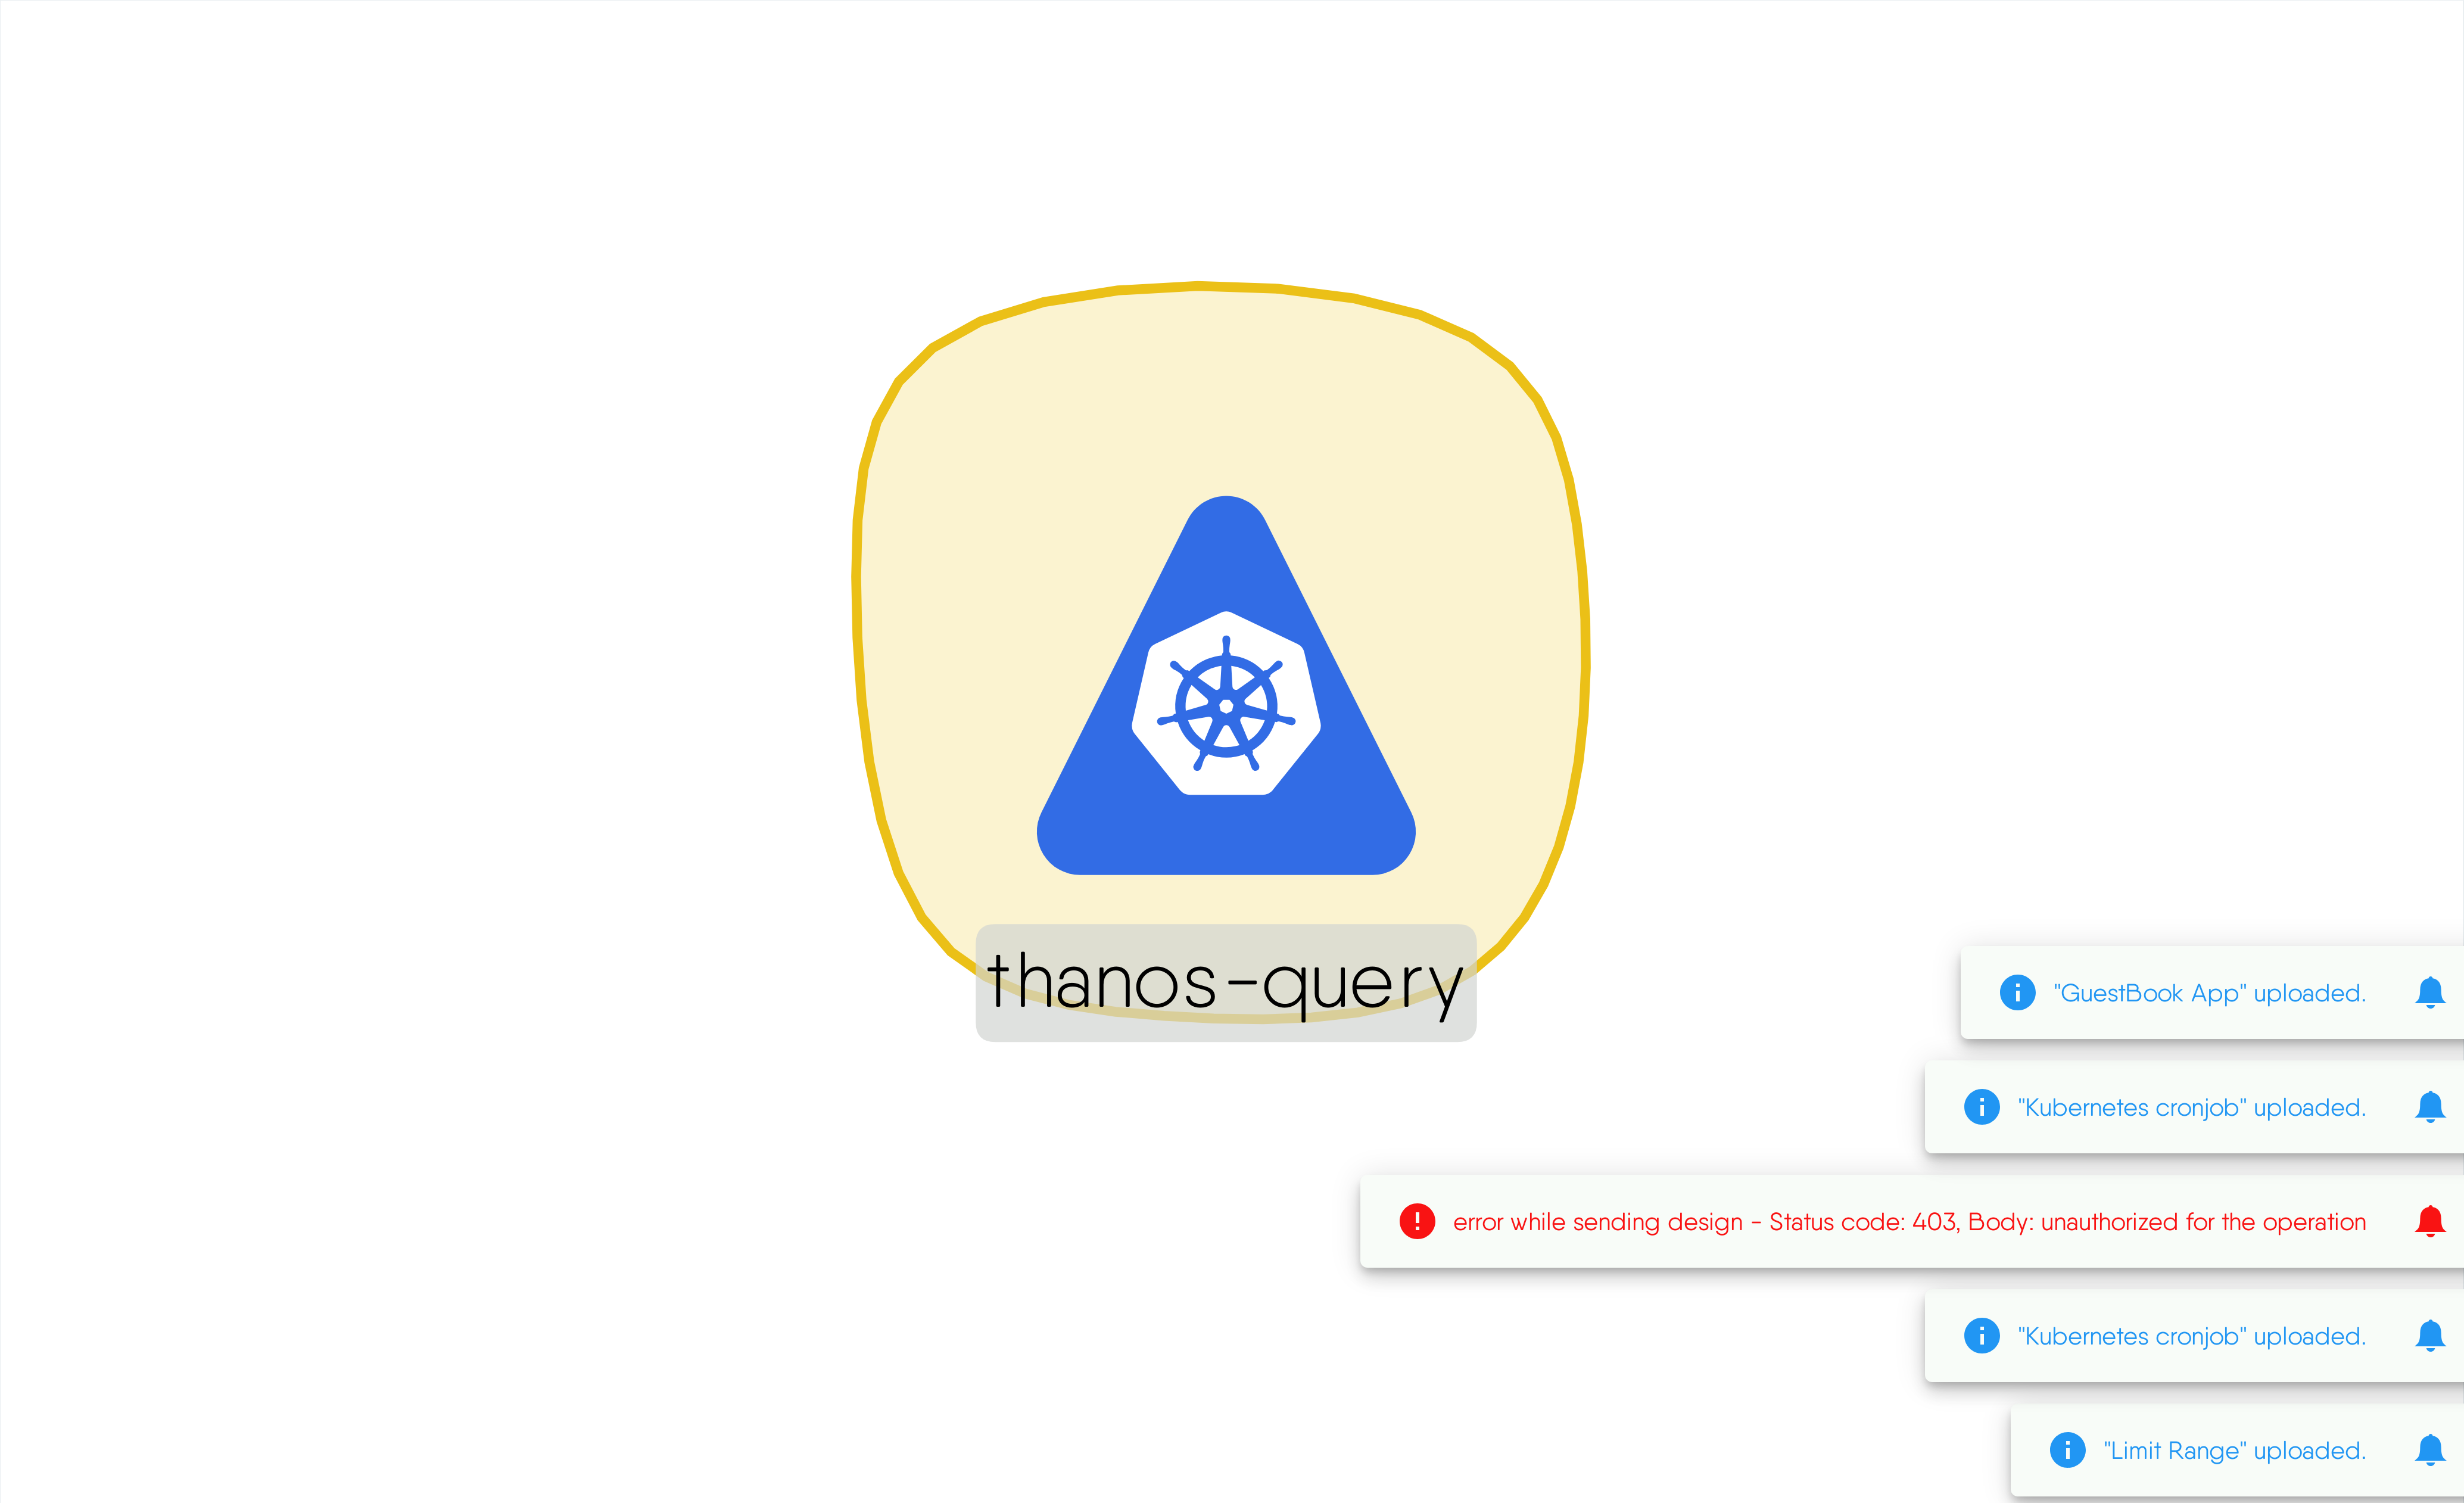 thanos-query
"GuestBook App" uploaded.
"Kubernetes cronjob" uploaded.
error while sending design - Status code: 403, Body: unauthorized for the operation
"Kubernetes cronjob" uploaded.
"Limit Range" uploaded.